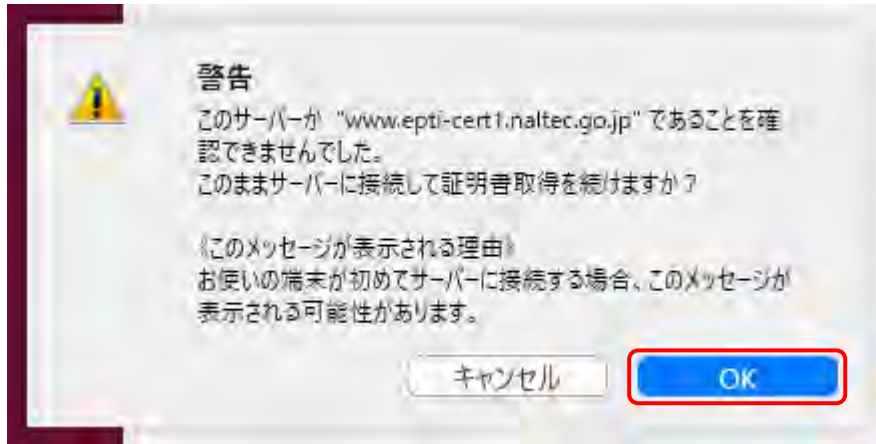 警告
このサーバーが "www.epti-cert1.naltec.go.jp" であることを確
認できませんでした。
このままサーバーに接続して証明書取得を続けますか？
《このメッセージが表示される理由》
お使いの端末が初めてサーバーに接続する場合、このメッセージが
表示される可能性があります。
キャンセル
OK